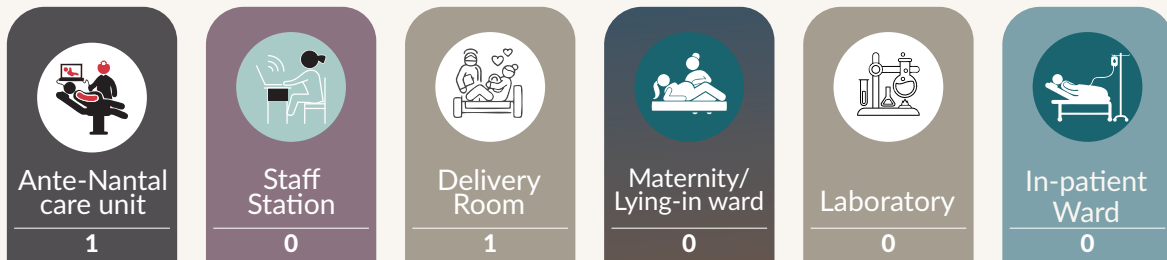 Ante-Nantal
care unit
1
Staff
Station
0
Delivery
Room
1
Maternity/
Lying-in ward
0
Laboratory
0
In-patient
Ward
0